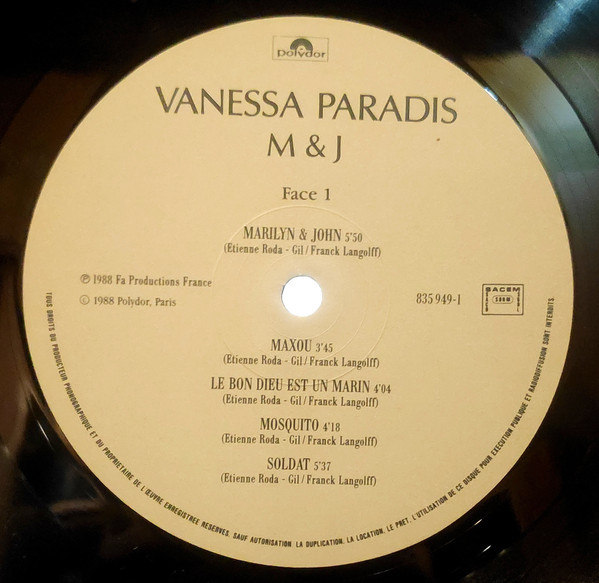 Polydor
VANESSA PARADIS
M & J
Face 1
MARILYN & JOHN 5'50
(Etienne Roda - Gil / Franck Langolff)
℗ 1988 Fa Productions France
© 1988 Polydor, Paris
835 949-1
SACEM
MAXOU 3'45
(Etienne Roda - Gil / Franck Langolff)
LE BON DIEU EST UN MARIN 4'04
(Etienne Roda - Gil / Franck Langolff)
MOSQUITO 4'18
(Etienne Roda - Gil / Franck Langolff)
SOLDAT 5'37
(Etienne Roda - Gil / Franck Langolff)
TOUS DROITS DU PRODUCTEUR PHONOGRAPHIQUE ET DU PROPRIETAIRE DE L'ŒUVRE ENREGISTREE RESERVES. SAUF AUTORISATION LA DUPLICATION, LA LOCATION, LE PRET, L'UTILISATION DE CE DISQUE POUR EXECUTION PUBLIQUE ET RADIODIFFUSION SONT INTERDITS.